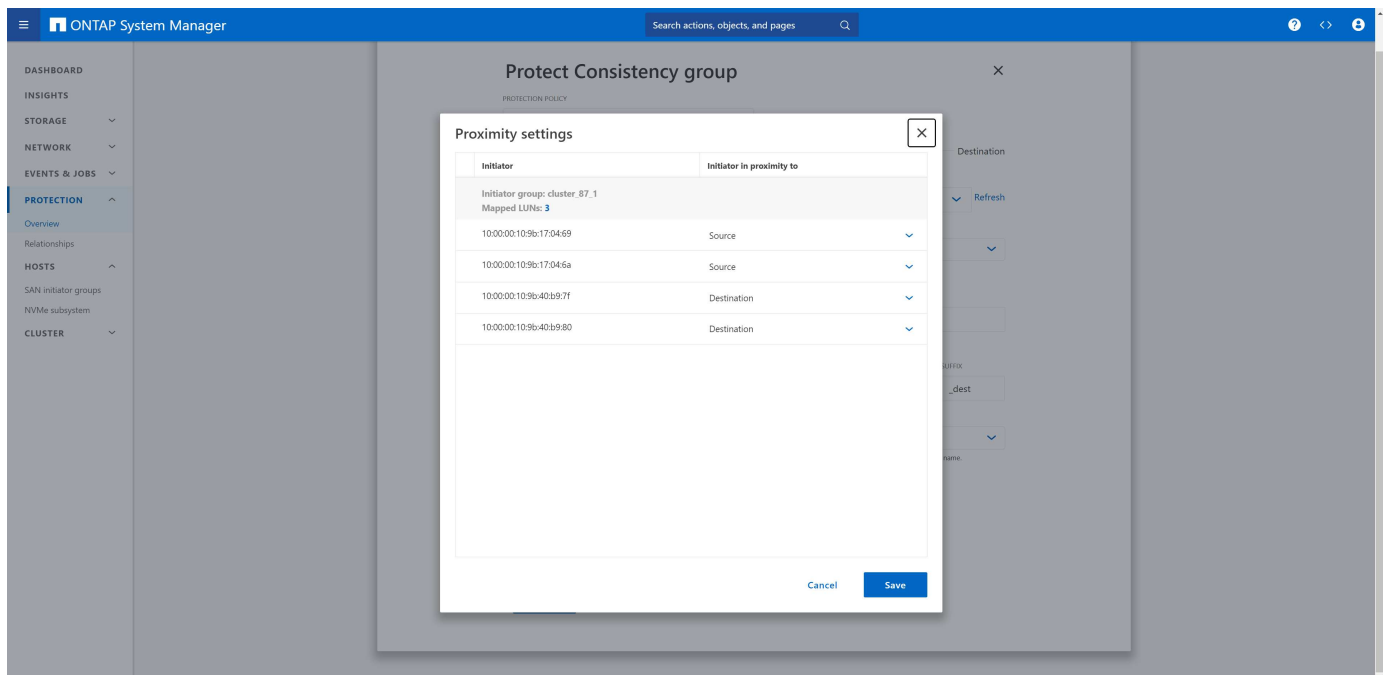 ONTAP System Manager
Search actions, objects, and pages
DASHBOARD
INSIGHTS
STORAGE
NETWORK
EVENTS & JOBS
PROTECTION
Overview
Relationships
HOSTS
SAN initiator groups
NVMe subsystem
CLUSTER
Protect Consistency group
PROTECTION POLICY
Destination
Refresh
SUFFIX
_dest
name.
Proximity settings
Initiator Initiator in proximity to
Initiator group: cluster_87_1
Mapped LUNs: 3
10:00:00:10:9b:17:04:69 Source
10:00:00:10:9b:17:04:6a Source
10:00:00:10:9b:40:b9:7f Destination
10:00:00:10:9b:40:b9:80 Destination
Cancel Save